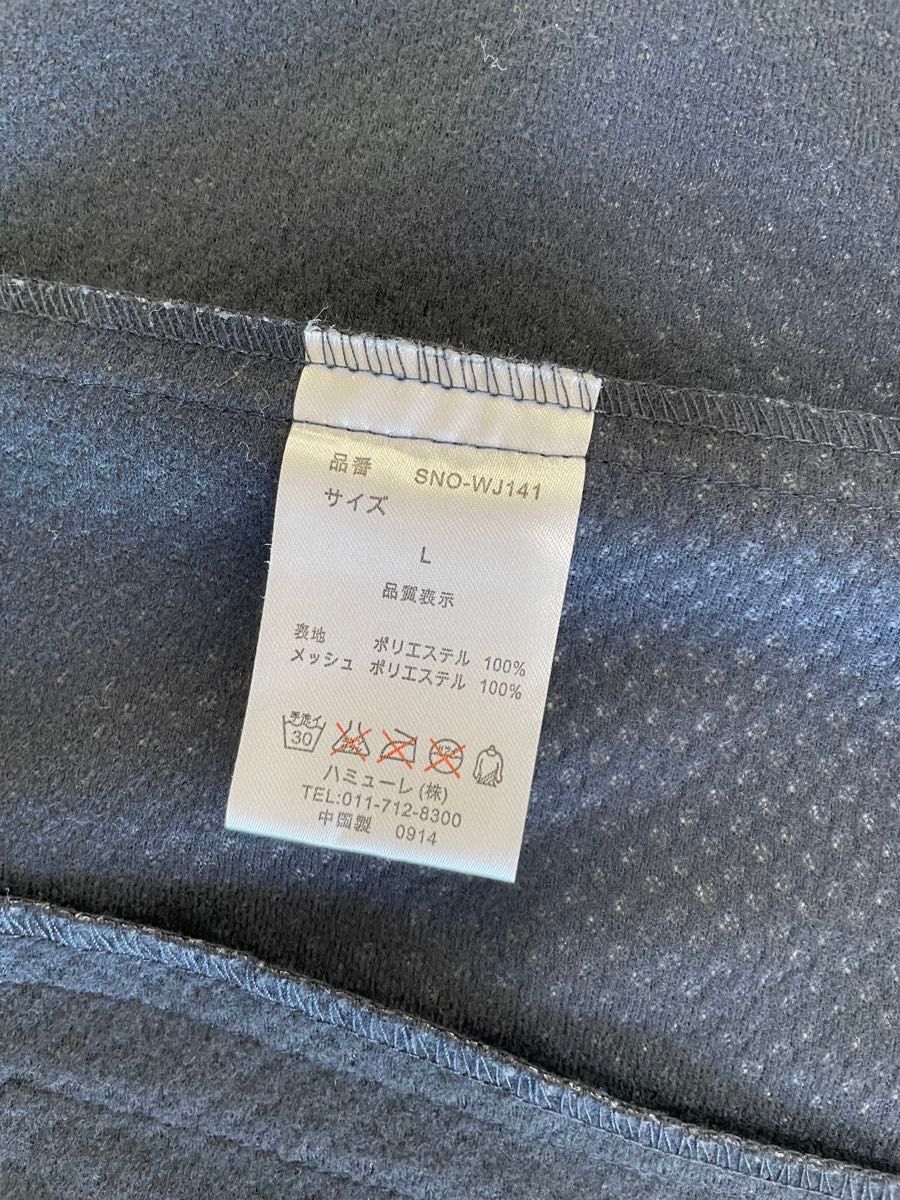 品番 SNO-WJ141
サイズ
L
品質表示
表地 ポリエステル 100%
メッシュ ポリエステル 100%
手洗イ
30
ハミューレ (株)
TEL:011-712-8300
中国製 0914